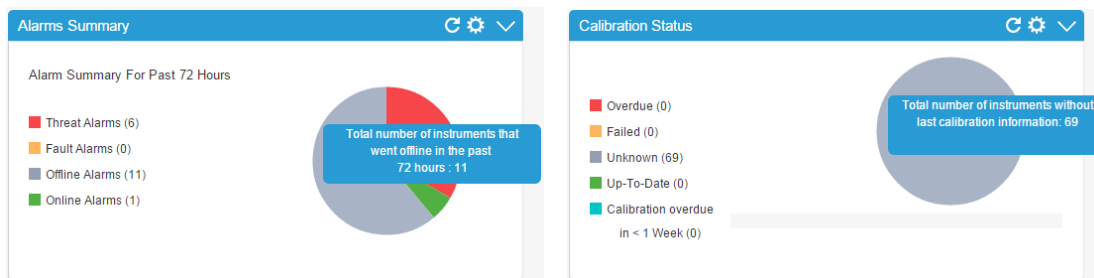 Alarms Summary
Alarm Summary For Past 72 Hours
Threat Alarms (6)
Fault Alarms (0)
Offline Alarms (11)
Online Alarms (1)
Total number of instruments that
went offline in the past
72 hours : 11
Calibration Status
Overdue (0)
Failed (0)
Unknown (69)
Up-To-Date (0)
Calibration overdue
in < 1 Week (0)
Total number of instruments without
last calibration information: 69